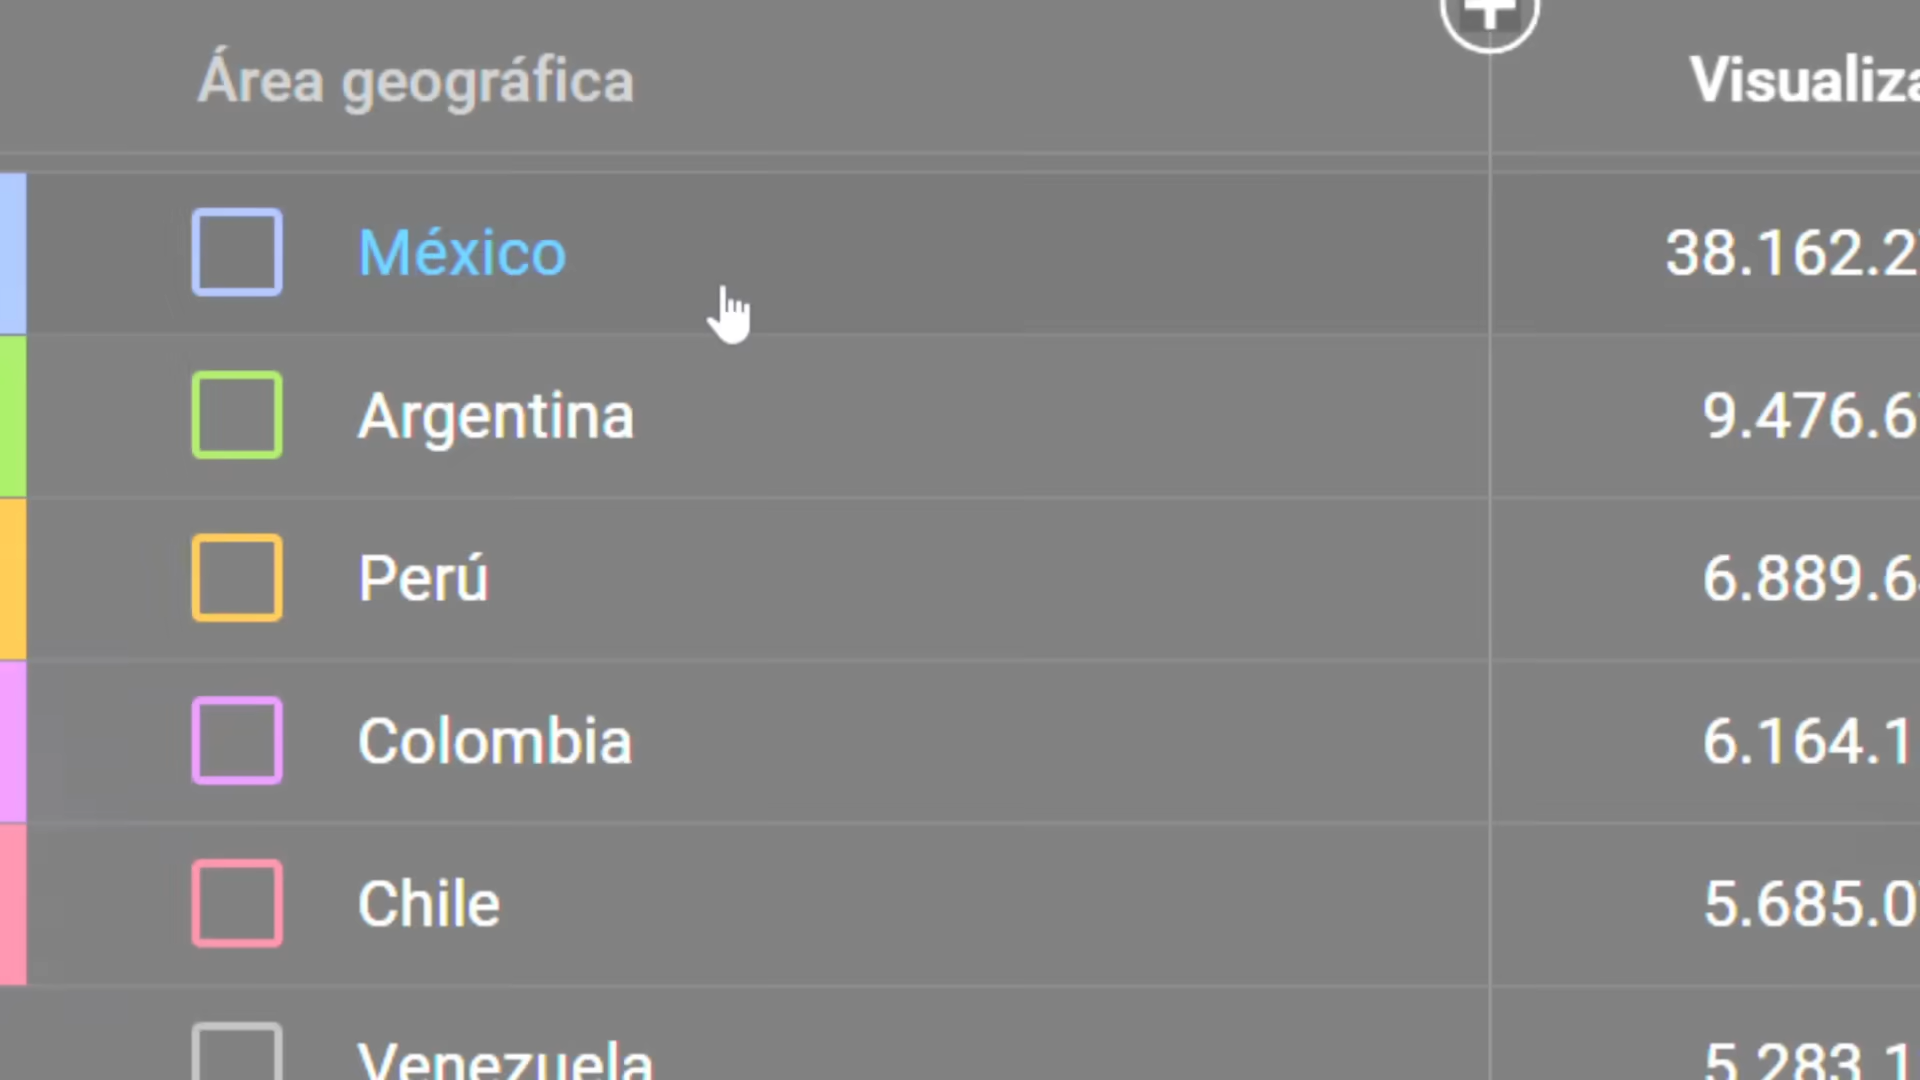 Área geográfica
México 38.162.2
Argentina 9.476.6
Perú 6.889.6
Colombia 6.164.1
Chile 5.685.0
Venezuela 5.283.1